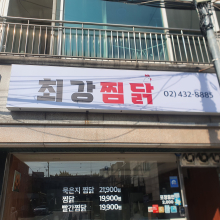 최강찜닭 02) 432-8885
묵은지 찜닭 21,900원
찜닭 19,900원
빨간찜닭 19,900원